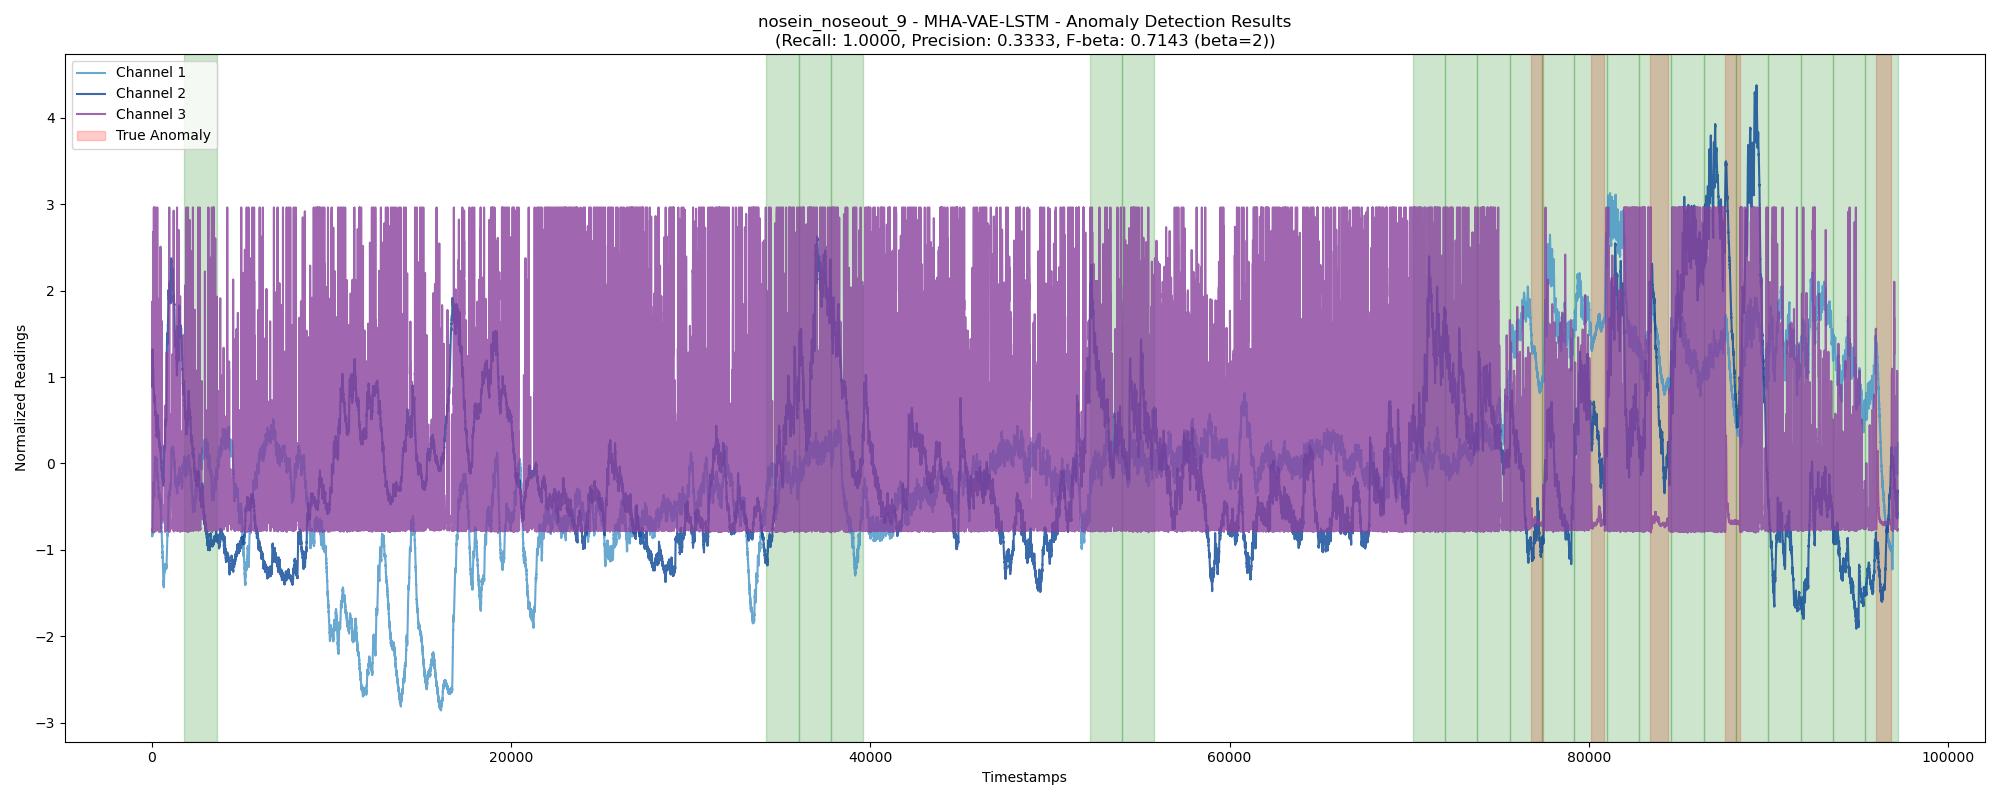 nosein_noseout_9 - MHA-VAE-LSTM - Anomaly Detection Results
(Recall: 1.0000, Precision: 0.3333, F-beta: 0.7143 (beta=2))
Channel 1
Channel 2
Channel 3
True Anomaly
Normalized Readings
4
3
2
1
0
−1
−2
−3
0
20000
40000
60000
80000
100000
Timestamps